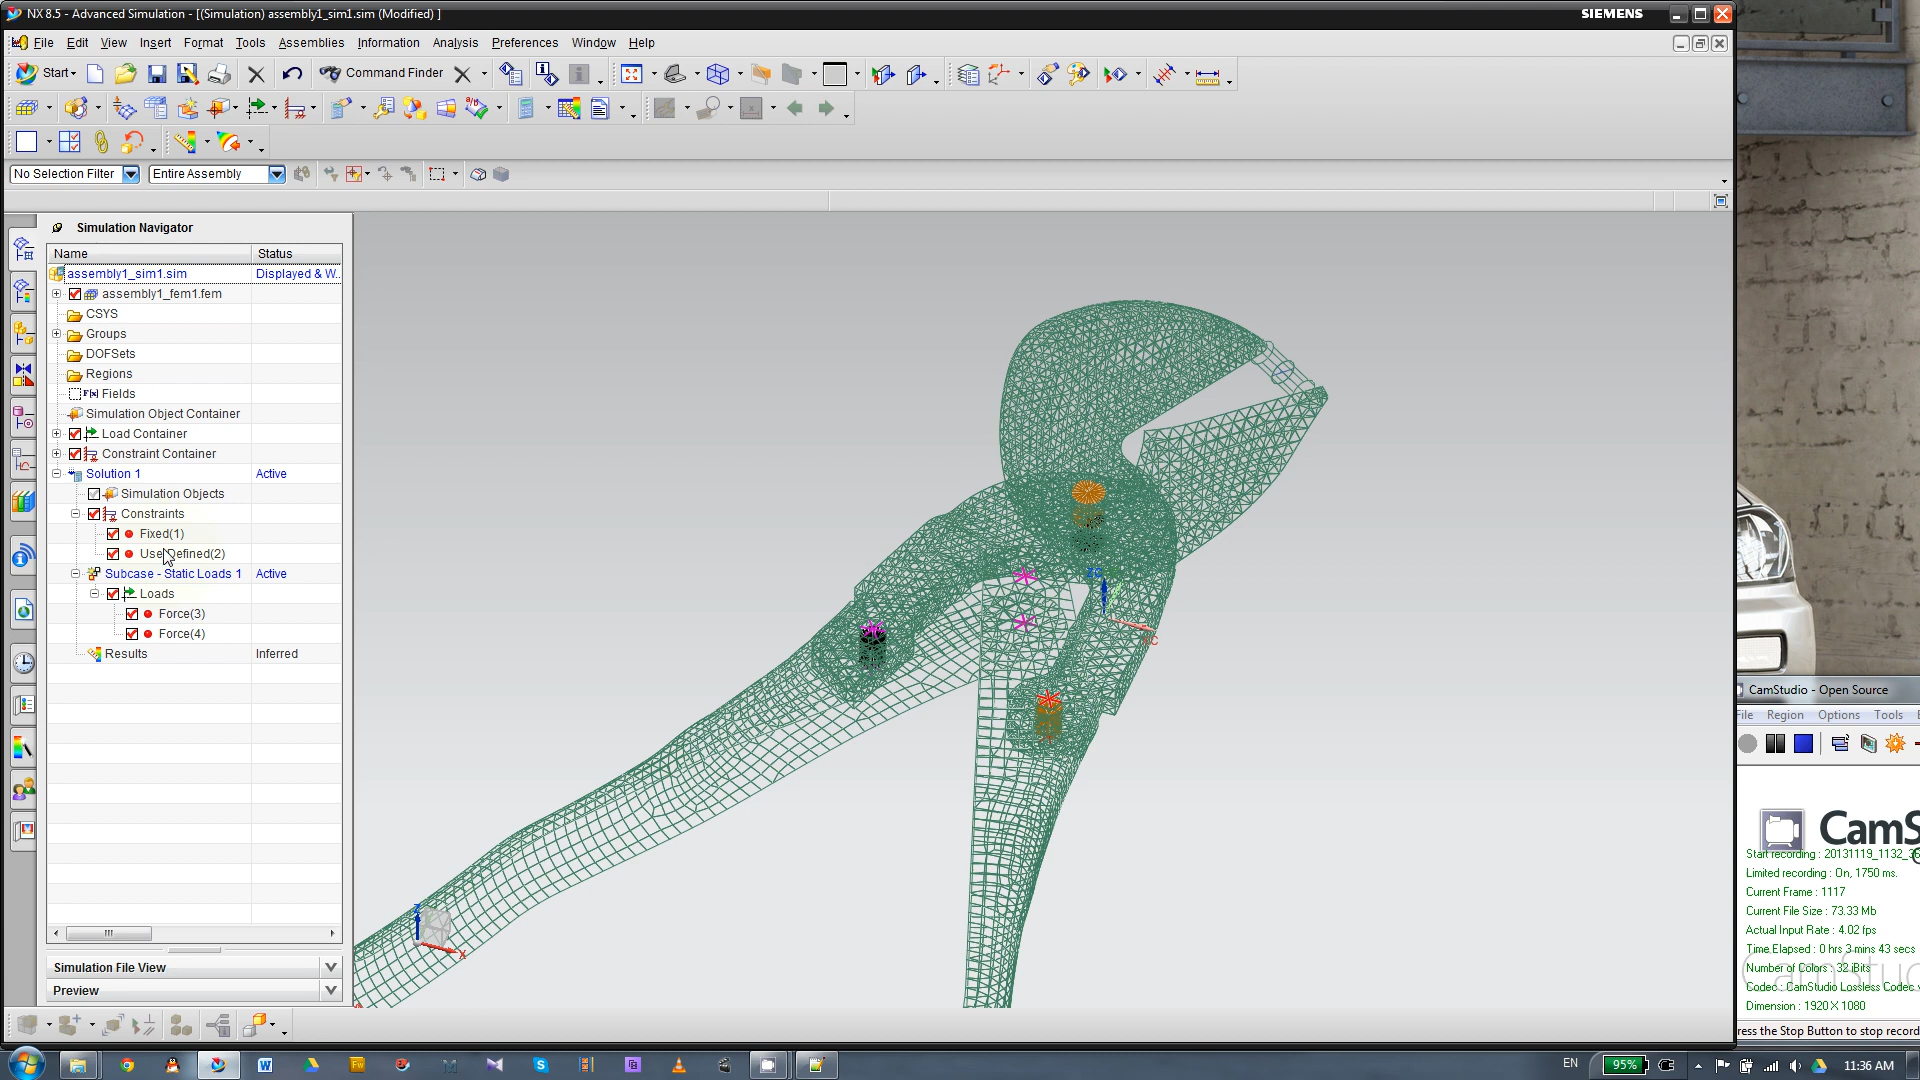 NX 8.5 - Advanced Simulation - [(Simulation) assembly1_sim1.sim (Modified) ]
SIEMENS
File Edit View Insert Format Tools Assemblies Information Analysis Preferences Window Help
Start
Command Finder
No Selection Filter
Entire Assembly
Simulation Navigator
Name Status
assembly1_sim1.sim Displayed & W..
assembly1_fem1.fem
CSYS
Groups
DOFSets
Regions
Fields
Simulation Object Container
Load Container
Constraint Container
Solution 1 Active
Simulation Objects
Constraints
Fixed(1)
Defined(2)
Subcase - Static Loads 1 Active
Loads
Force(3)
Force(4)
Results Inferred
Simulation File View
Preview
Z
X
CamStudio - Open Source
File Region Options Tools
CamS
Start recording : 20131119_1132_
Limited recording : On, 1750 ms.
Current Frame : 1117
Current File Size : 73.33 Mb
Actual Input Rate : 4.02 fps
Time Elapsed : 0 hrs 3 mins 43 secs
Number of Colors : 32 Bits
Codec : CamStudio Lossless Codec
Dimension : 1920 X 1080
ress the Stop Button to stop record
EN
95%
11:36 AM